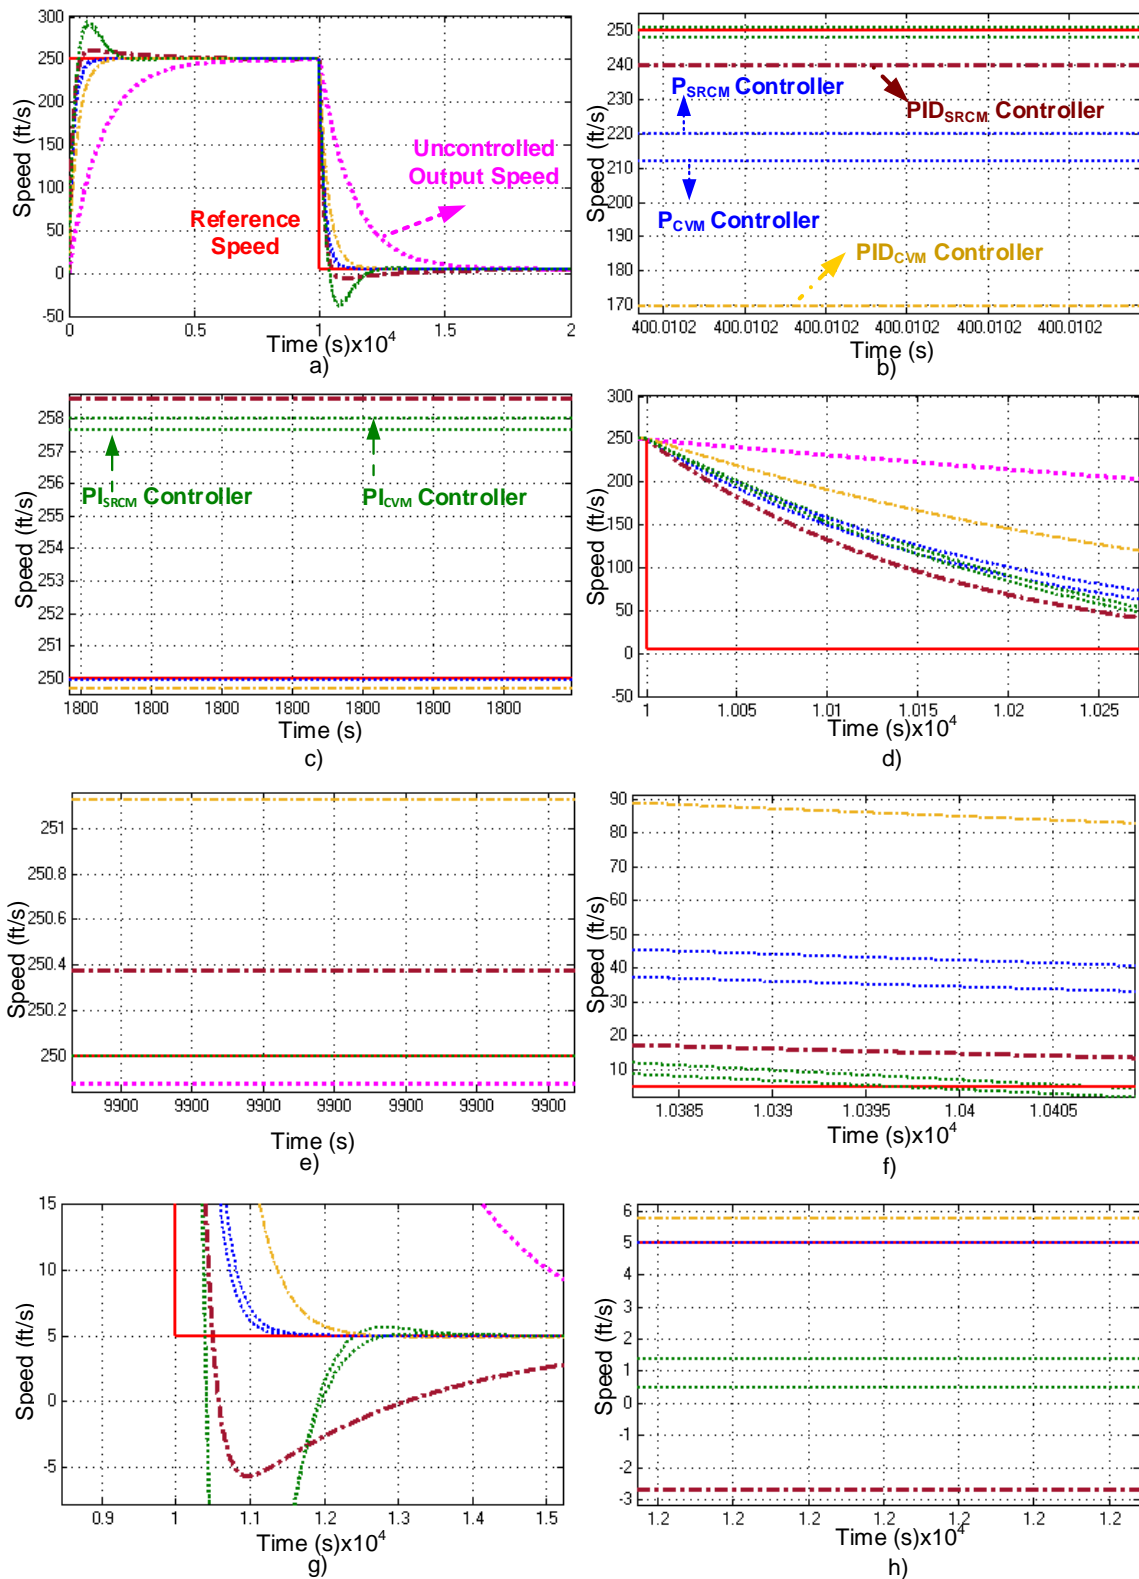 300
250
200
150
100
50
0
-50
Speed (ft/s)
Uncontrolled
Output Speed
Reference
Speed
0 0.5 1 1.5 2
Time (s)x10^4
a)
250
240
230
220
210
200
190
180
170
Speed (ft/s)
P_SRCM Controller
PID_SRCM Controller
P_CVM Controller
PID_CVM Controller
400.0102 400.0102 400.0102 400.0102 400.0102 400.0102
Time (s)
b)
258
257
256
255
254
253
252
251
250
Speed (ft/s)
PI_SRCM Controller
PI_CVM Controller
1800 1800 1800 1800 1800 1800 1800
Time (s)
c)
300
250
200
150
100
50
0
-50
Speed (ft/s)
1 1.005 1.01 1.015 1.02 1.025
Time (s)x10^4
d)
251
250.8
250.6
250.4
250.2
250
Speed (ft/s)
9900 9900 9900 9900 9900 9900 9900
Time (s)
e)
90
80
70
60
50
40
30
20
10
Speed (ft/s)
1.0385 1.039 1.0395 1.04 1.0405
Time (s)x10^4
f)
15
10
5
0
-5
Speed (ft/s)
0.9 1 1.1 1.2 1.3 1.4 1.5
Time (s)x10^4
g)
6
5
4
3
2
1
0
-1
-2
-3
Speed (ft/s)
1.2 1.2 1.2 1.2 1.2 1.2 1.2
Time (s)x10^4
h)